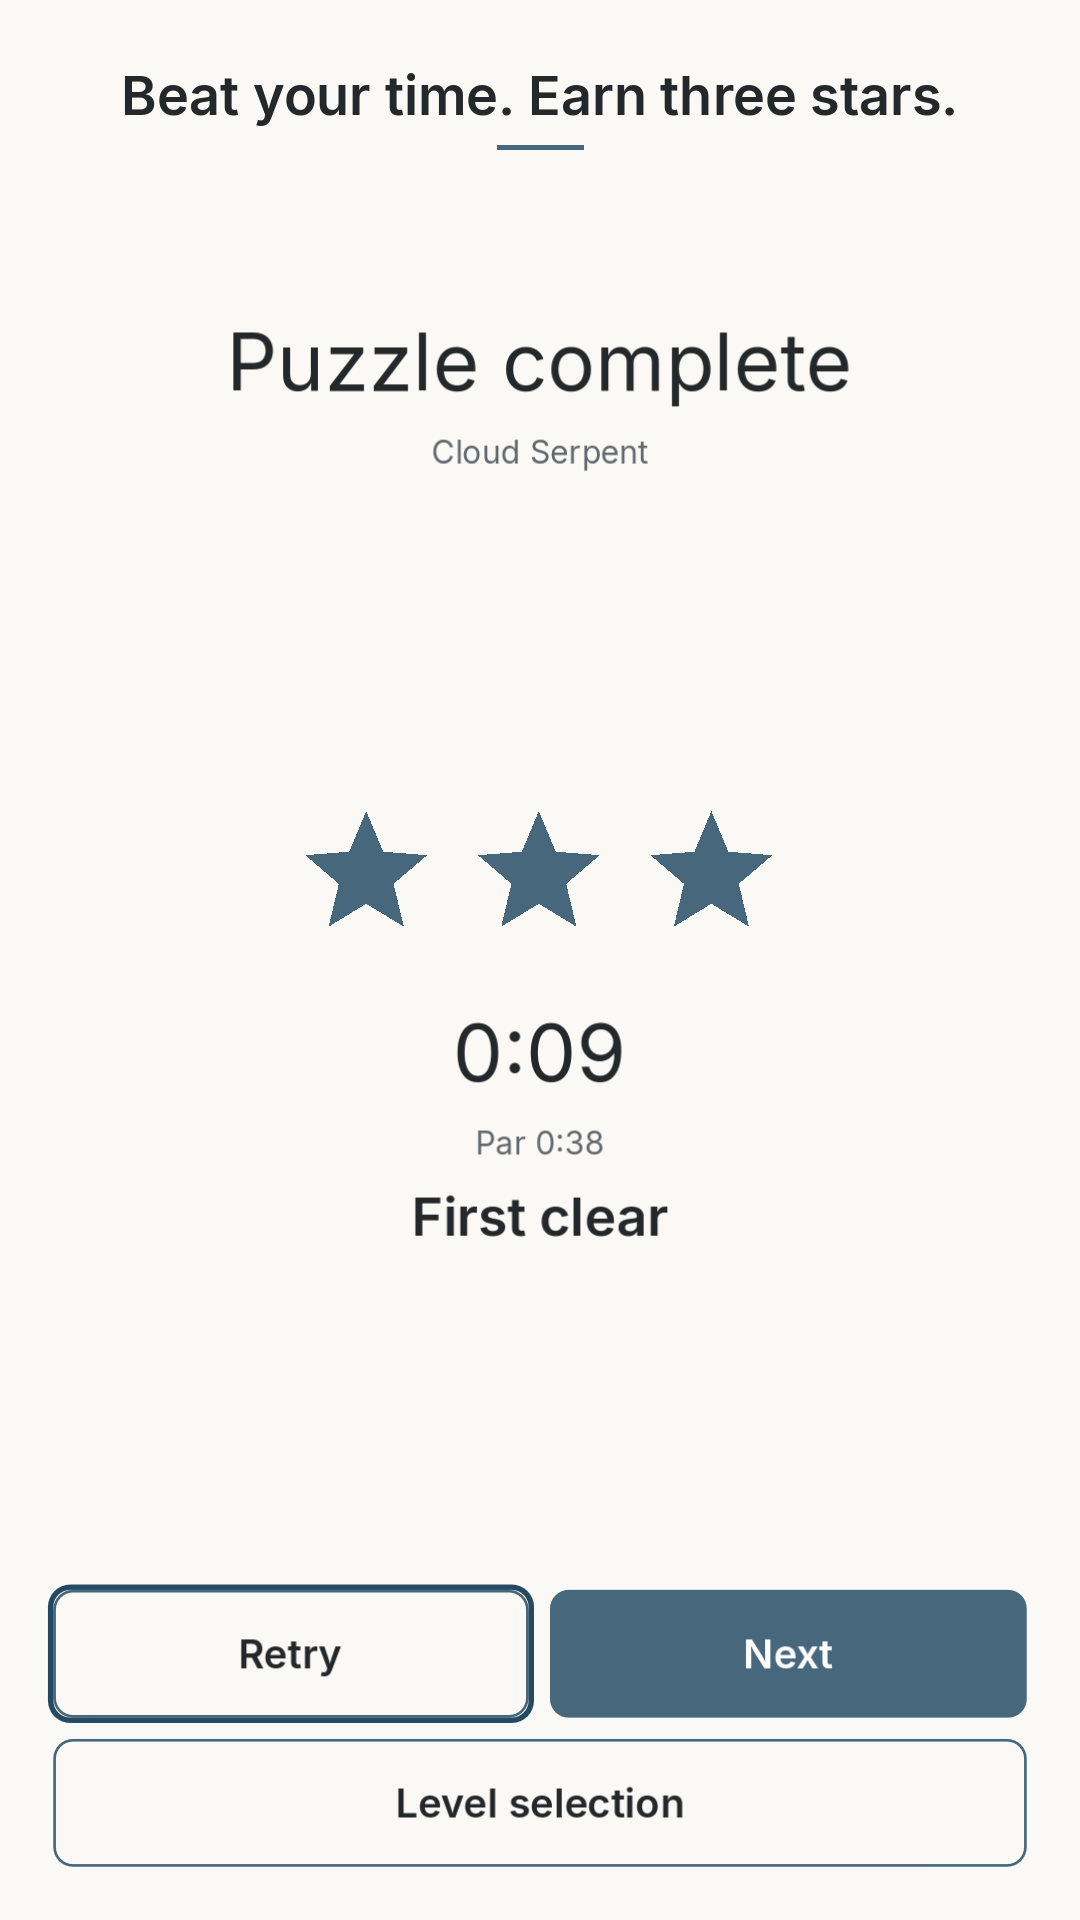 Beat your time. Earn three stars.
Puzzle complete
Cloud Serpent
0:09
Par 0:38
First clear
Retry
Next
Level selection